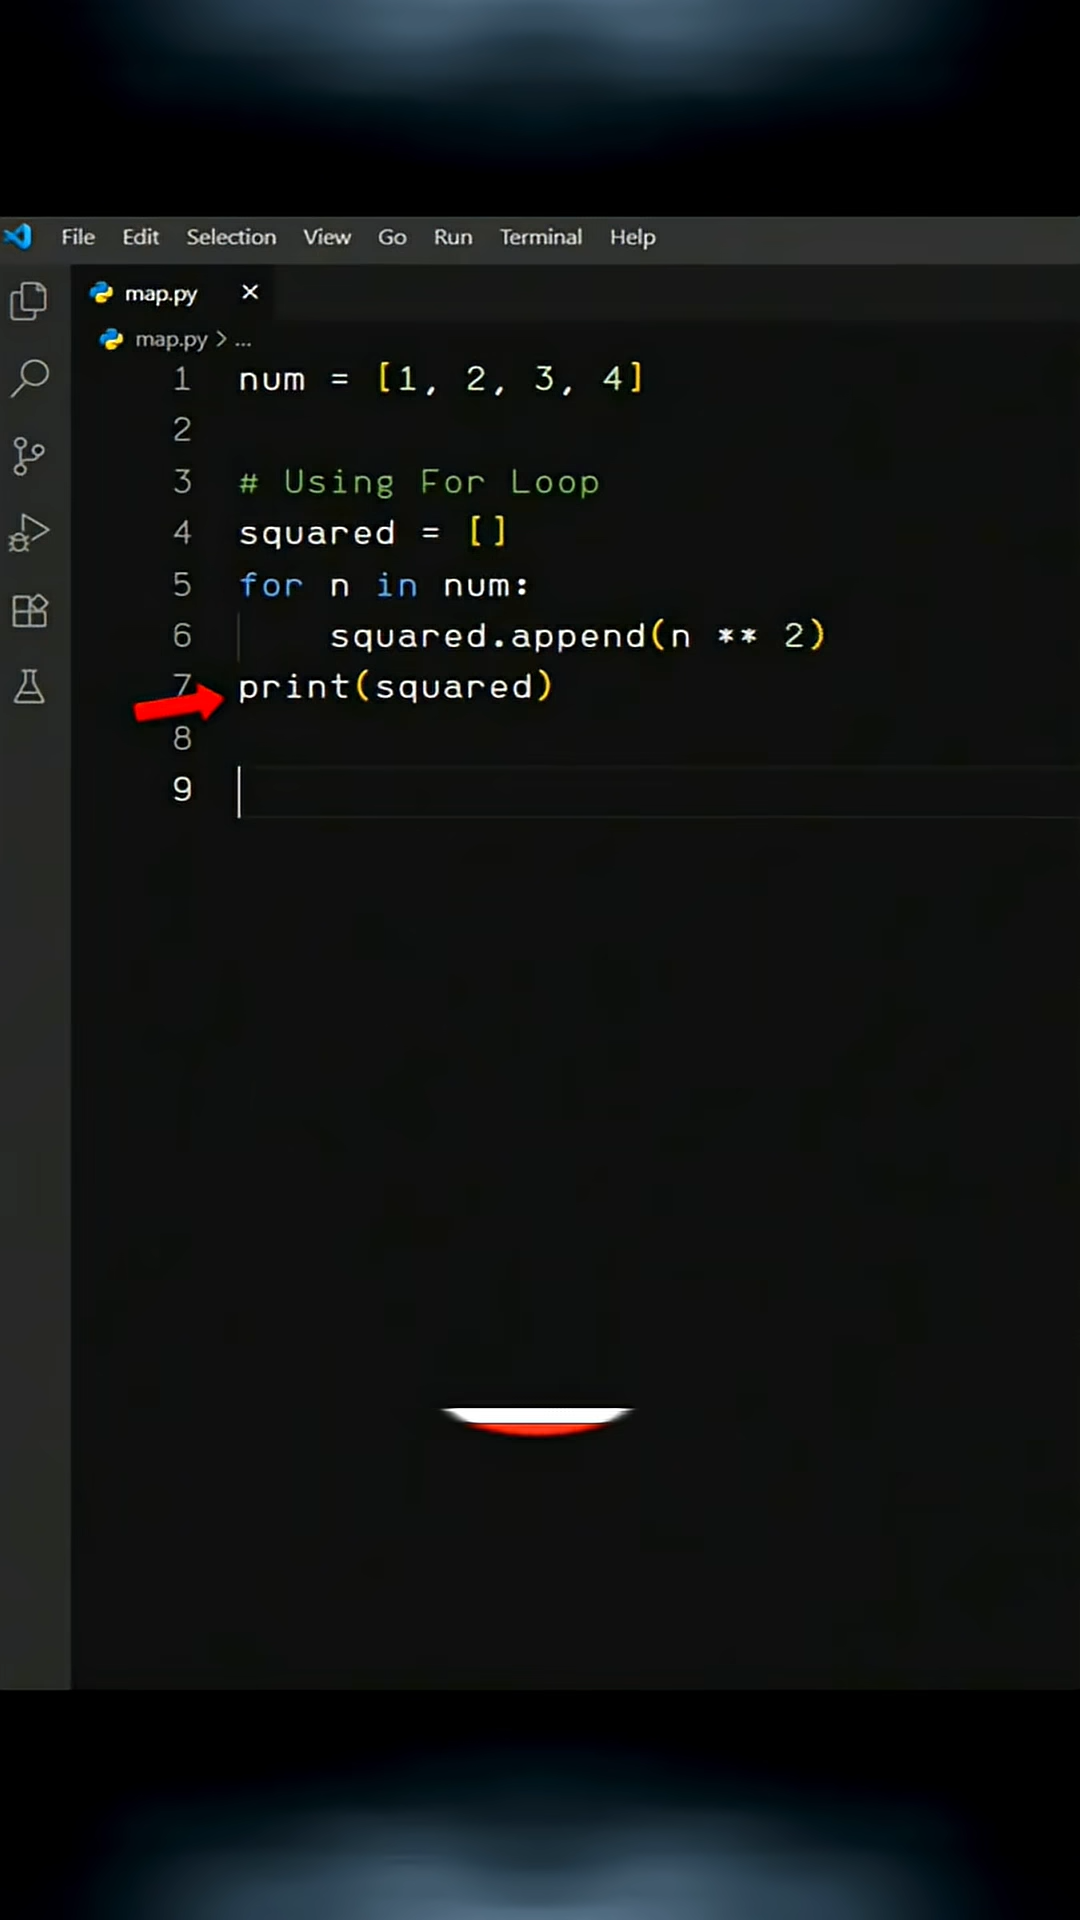 File Edit Selection View Go Run Terminal Help
map.py
map.py > ...
1 num = [1, 2, 3, 4]
2
3 # Using For Loop
4 squared = []
5 for n in num:
6     squared.append(n ** 2)
7 print(squared)
8
9